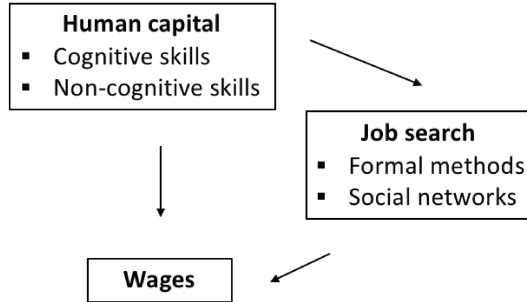 Human capital
▪ Cognitive skills
▪ Non-cognitive skills
Job search
▪ Formal methods
▪ Social networks
Wages